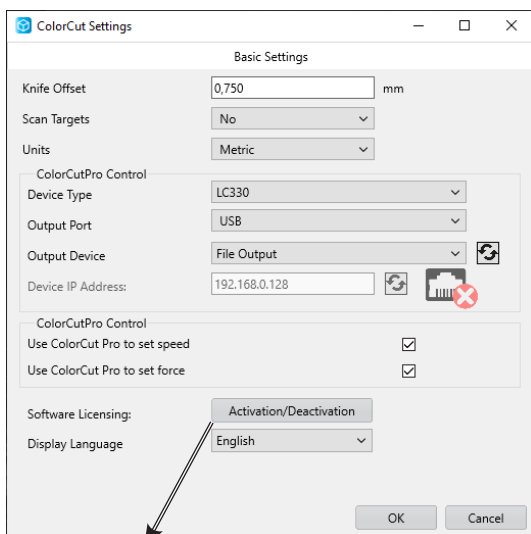 ColorCut Settings
Basic Settings
Knife Offset 0,750 mm
Scan Targets No
Units Metric
ColorCutPro Control
Device Type LC330
Output Port USB
Output Device File Output
Device IP Address: 192.168.0.128
ColorCutPro Control
Use ColorCut Pro to set speed
Use ColorCut Pro to set force
Software Licensing: Activation/Deactivation
Display Language English
OK Cancel